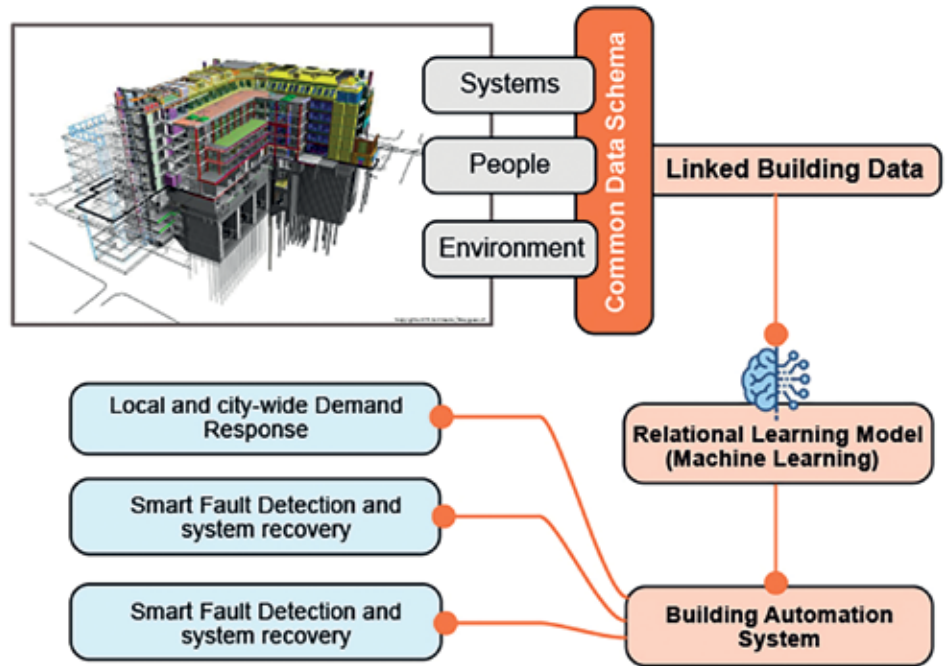 Systems
People
Environment
Common Data Schema
Linked Building Data
Relational Learning Model
(Machine Learning)
Building Automation
System
Local and city-wide Demand
Response
Smart Fault Detection and
system recovery
Smart Fault Detection and
system recovery